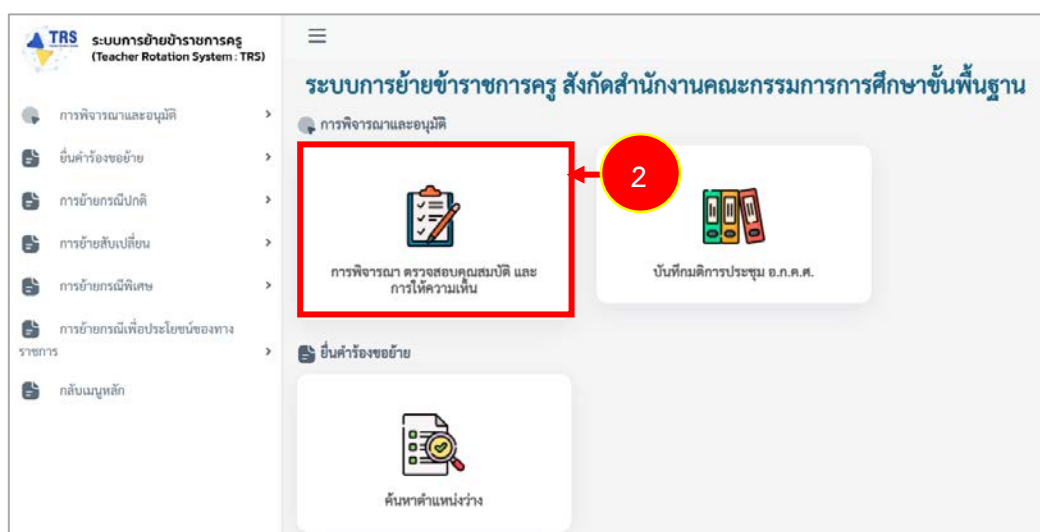 TRS
ระบบการย้ายข้าราชการครู
(Teacher Rotation System : TRS)
การพิจารณาและอนุมัติ
ยื่นคำร้องขอย้าย
การย้ายกรณีปกติ
การย้ายสับเปลี่ยน
การย้ายกรณีพิเศษ
การย้ายกรณีเพื่อประโยชน์ของทาง
ราชการ
กลับเมนูหลัก
ระบบการย้ายข้าราชการครู สังกัดสำนักงานคณะกรรมการการศึกษาขั้นพื้นฐาน
การพิจารณาและอนุมัติ
2
การพิจารณา ตรวจสอบคุณสมบัติ และ
การให้ความเห็น
บันทึกมติการประชุม อ.ก.ค.ศ.
ยื่นคำร้องขอย้าย
ค้นหาตำแหน่งว่าง